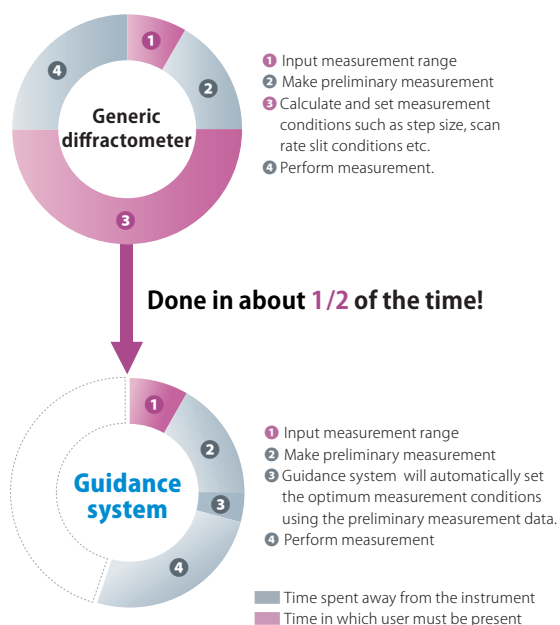 1
4
2
Generic
diffractometer
3
1 Input measurement range
2 Make preliminary measurement
3 Calculate and set measurement
conditions such as step size, scan
rate slit conditions etc.
4 Perform measurement.
Done in about 1/2 of the time!
1
2
Guidance
system
3
4
1 Input measurement range
2 Make preliminary measurement
3 Guidance system will automatically set
the optimum measurement conditions
using the preliminary measurement data.
4 Perform measurement
Time spent away from the instrument
Time in which user must be present